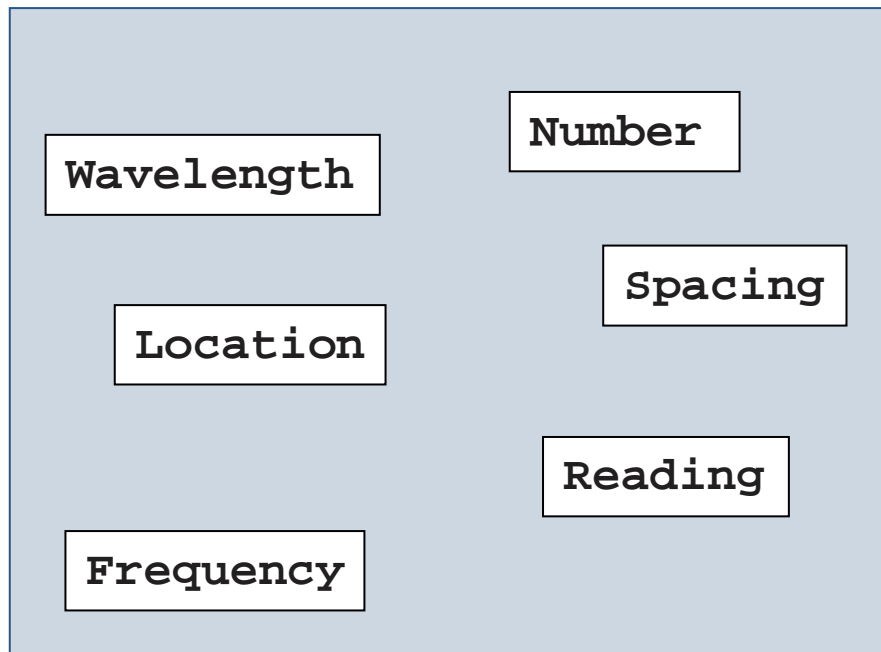 Number
Wavelength
Spacing
Location
Reading
Frequency